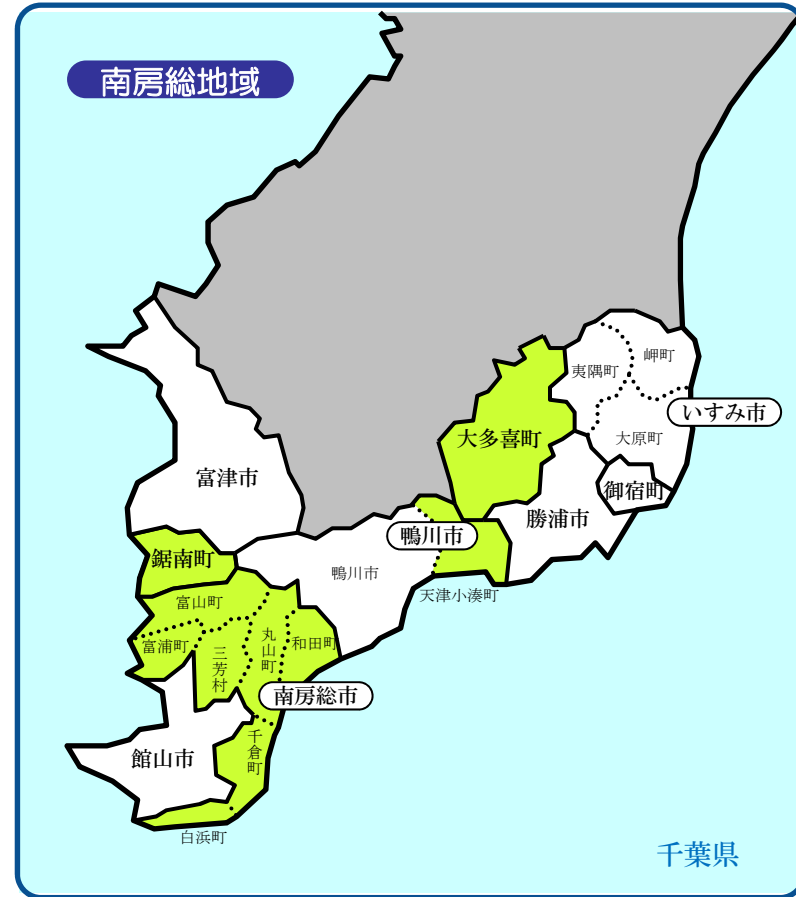 南房総地域
岬町
夷隅町
いすみ市
大多喜町
大原町
富津市
御宿町
勝浦市
鴨川市
鋸南町
鴨川市
天津小湊町
富山町
富浦町
三芳村
丸山町
和田町
南房総市
千倉町
館山市
白浜町
千葉県